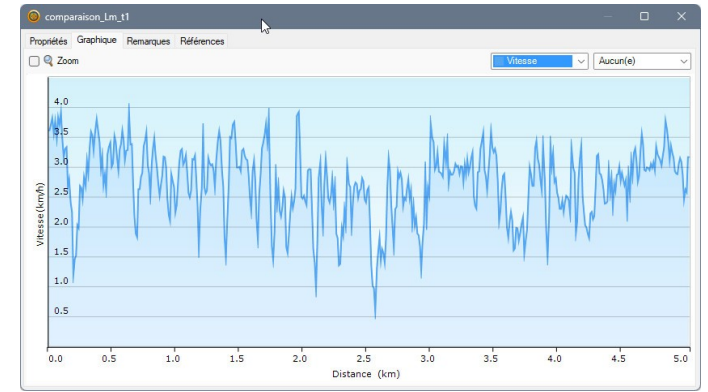 comparaison_Lm_t1
Propriétés Graphique Remarques Références
Zoom Vitesse Aucun(e)
4.0
3.5
3.0
2.5
2.0
1.5
1.0
0.5
Vitesse(km/h)
0.0 0.5 1.0 1.5 2.0 2.5 3.0 3.5 4.0 4.5 5.0
Distance (km)